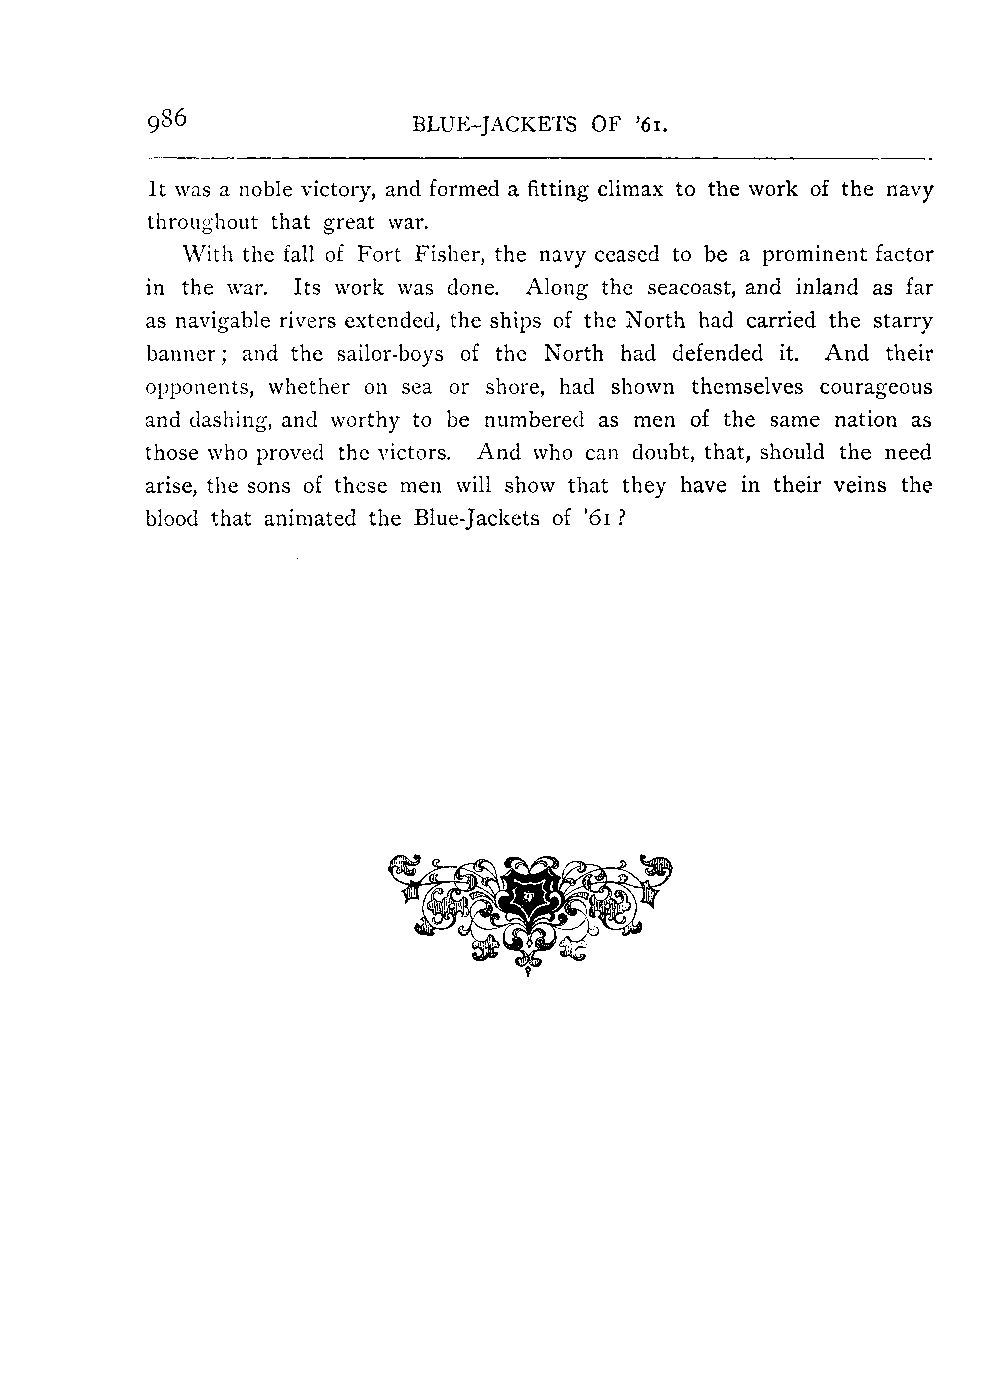 986 BLUE-JACKETS OF '61.
It was a noble victory, and formed a fitting climax to the work of the navy
throughout that great war.
With the fall of Fort Fisher, the navy ceased to be a prominent factor
in the war. Its work was done. Along the seacoast, and inland as far
as navigable rivers extended, the ships of the North had carried the starry
banner; and the sailor-boys of the North had defended it. And their
opponents, whether on sea or shore, had shown themselves courageous
and dashing, and worthy to be numbered as men of the same nation as
those who proved the victors. And who can doubt, that, should the need
arise, the sons of these men will show that they have in their veins the
blood that animated the Blue-Jackets of '61?